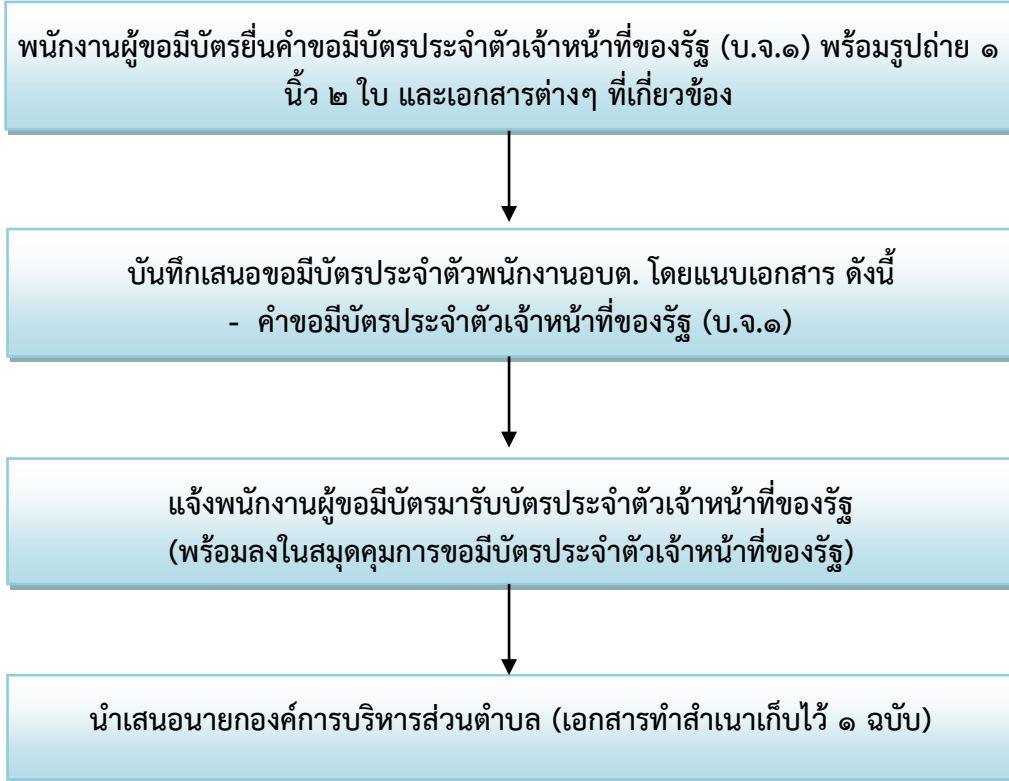 พนักงานผู้ขอมีบัตรยื่นคำขอมีบัตรประจำตัวเจ้าหน้าที่ของรัฐ (บ.จ.๑) พร้อมรูปถ่าย ๑
นิ้ว ๒ ใบ และเอกสารต่างๆ ที่เกี่ยวข้อง
บันทึกเสนอขอมีบัตรประจำตัวพนักงานอบต. โดยแนบเอกสาร ดังนี้
- คำขอมีบัตรประจำตัวเจ้าหน้าที่ของรัฐ (บ.จ.๑)
แจ้งพนักงานผู้ขอมีบัตรมารับบัตรประจำตัวเจ้าหน้าที่ของรัฐ
(พร้อมลงในสมุดคุมการขอมีบัตรประจำตัวเจ้าหน้าที่ของรัฐ)
นำเสนอนายกองค์การบริหารส่วนตำบล (เอกสารทำสำเนาเก็บไว้ ๑ ฉบับ)